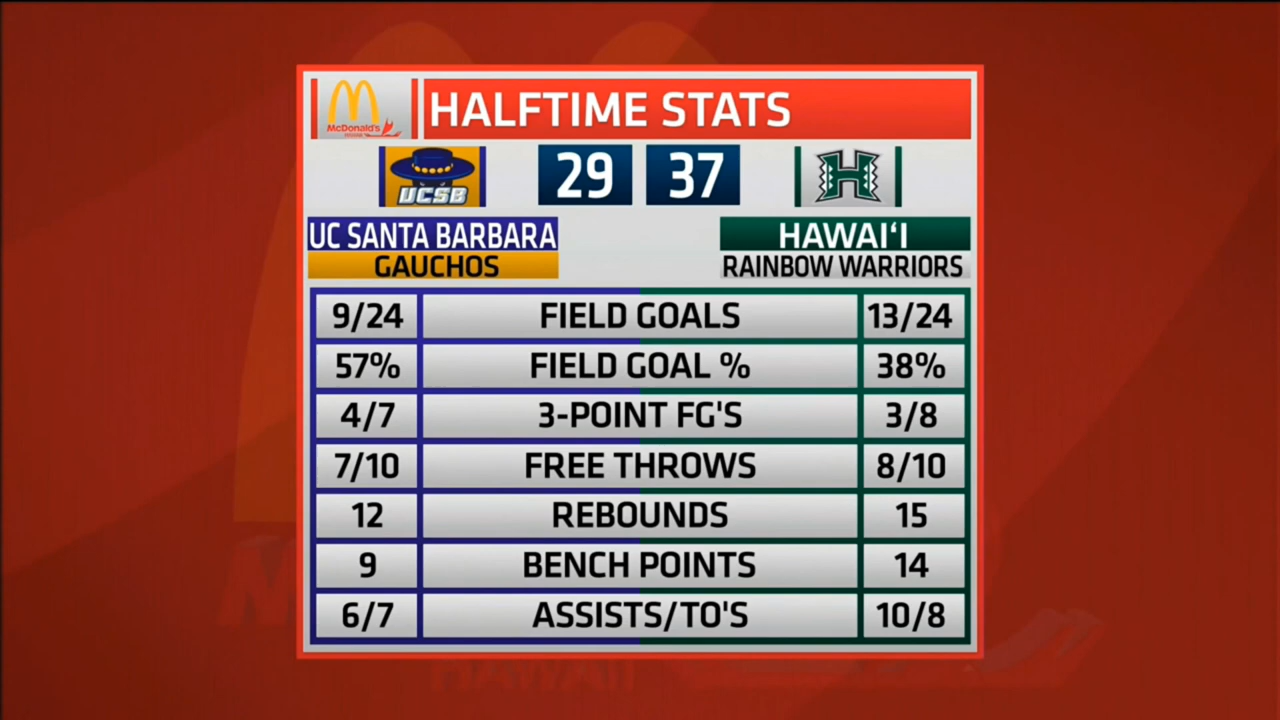 McDonald's
HALFTIME STATS
UCSB 29 37 H
UC SANTA BARBARA HAWAI‘I
GAUCHOS RAINBOW WARRIORS
9/24 FIELD GOALS 13/24
57% FIELD GOAL % 38%
4/7 3-POINT FG'S 3/8
7/10 FREE THROWS 8/10
12 REBOUNDS 15
9 BENCH POINTS 14
6/7 ASSISTS/TO'S 10/8
HAWAII